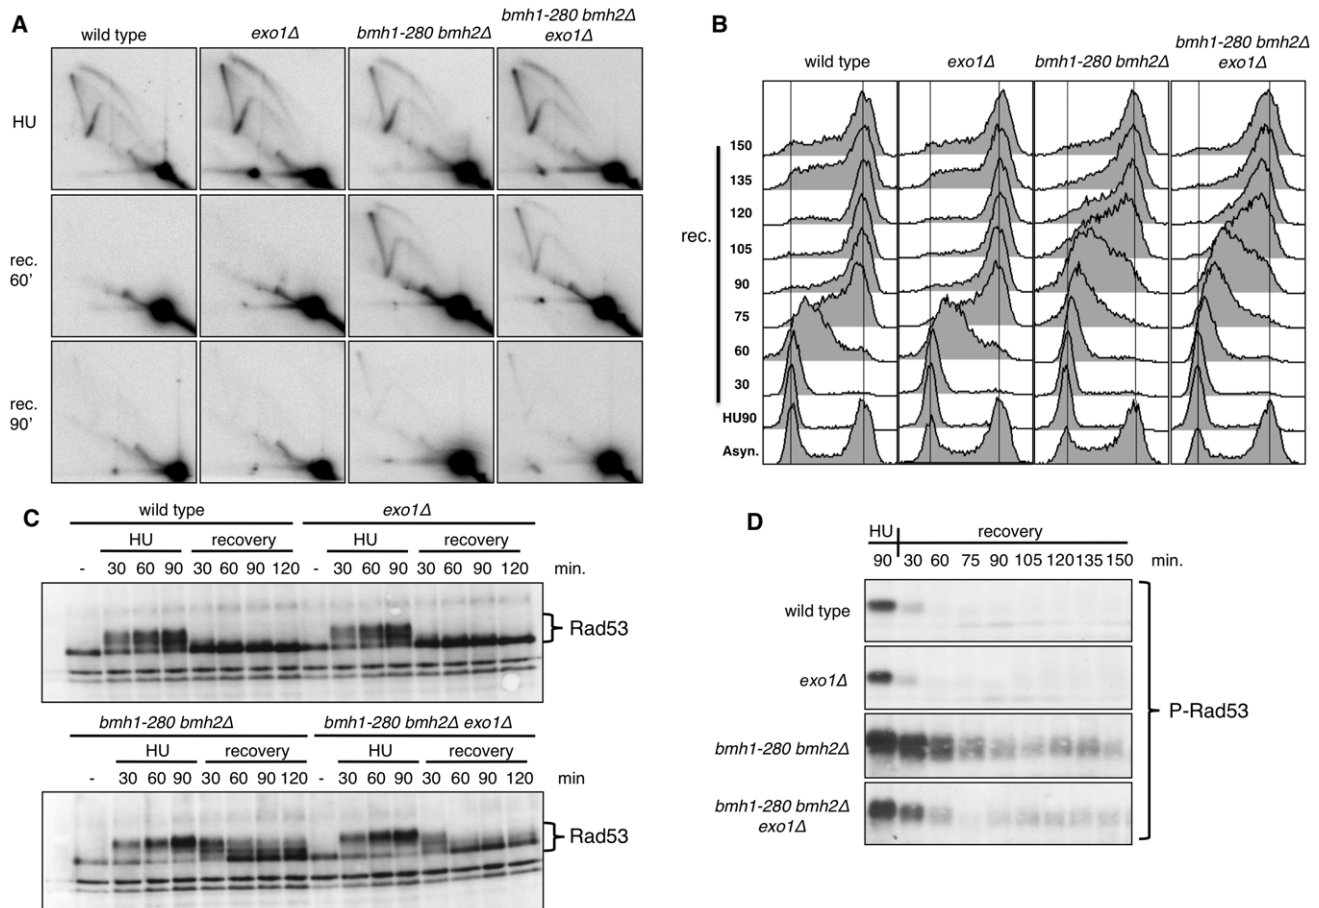 A
wild type
exo1Δ
bmh1-280 bmh2Δ
bmh1-280 bmh2Δ
exo1Δ
HU
rec.
60'
rec.
90'
B
wild type
exo1Δ
bmh1-280 bmh2Δ
bmh1-280 bmh2Δ
exo1Δ
rec.
150
135
120
105
90
75
60
30
HU90
Asyn.
C
wild type
exo1Δ
HU
recovery
HU
recovery
- 30 60 90 30 60 90 120 - 30 60 90 30 60 90 120 min.
Rad53
bmh1-280 bmh2Δ
bmh1-280 bmh2Δ exo1Δ
HU
recovery
HU
recovery
- 30 60 90 30 60 90 120 - 30 60 90 30 60 90 120 min
Rad53
D
HU
recovery
90 30 60 75 90 105 120 135 150 min.
wild type
exo1Δ
bmh1-280 bmh2Δ
bmh1-280 bmh2Δ
exo1Δ
P-Rad53